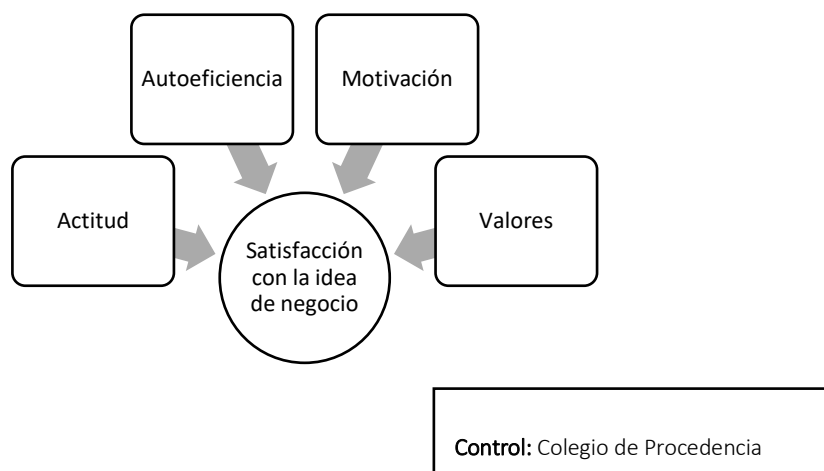 Autoeficiencia
Motivación
Actitud
Valores
Satisfacción
con la idea
de negocio
Control: Colegio de Procedencia